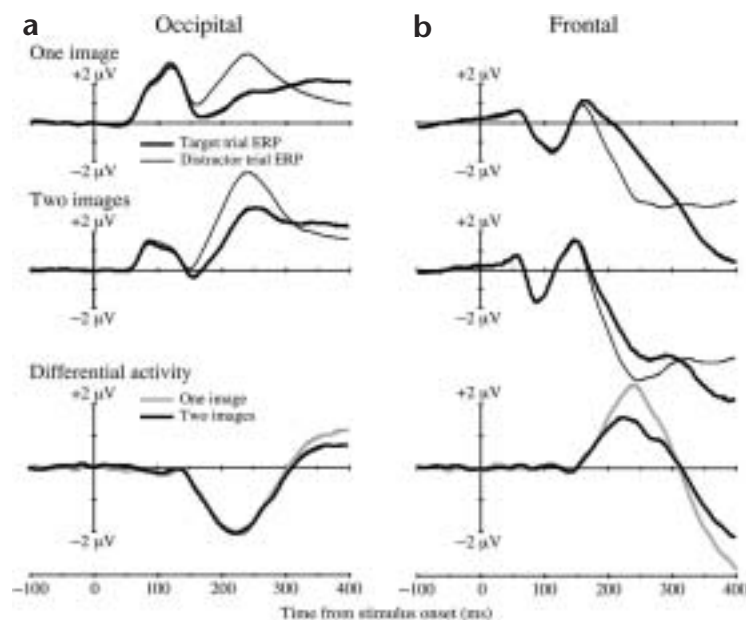 a Occipital
One image
+2 µV
−2 µV
Target trial ERP
Distractor trial ERP
Two images
+2 µV
−2 µV
Differential activity
+2 µV
One image
Two images
−2 µV
-100 0 100 200 300 400
b Frontal
+2 µV
−2 µV
+2 µV
−2 µV
+2 µV
−2 µV
-100 0 100 200 300 400
Time from stimulus onset (ms)